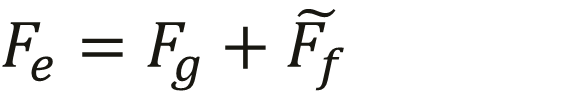 $F_e = F_g + \widetilde{F}_f$